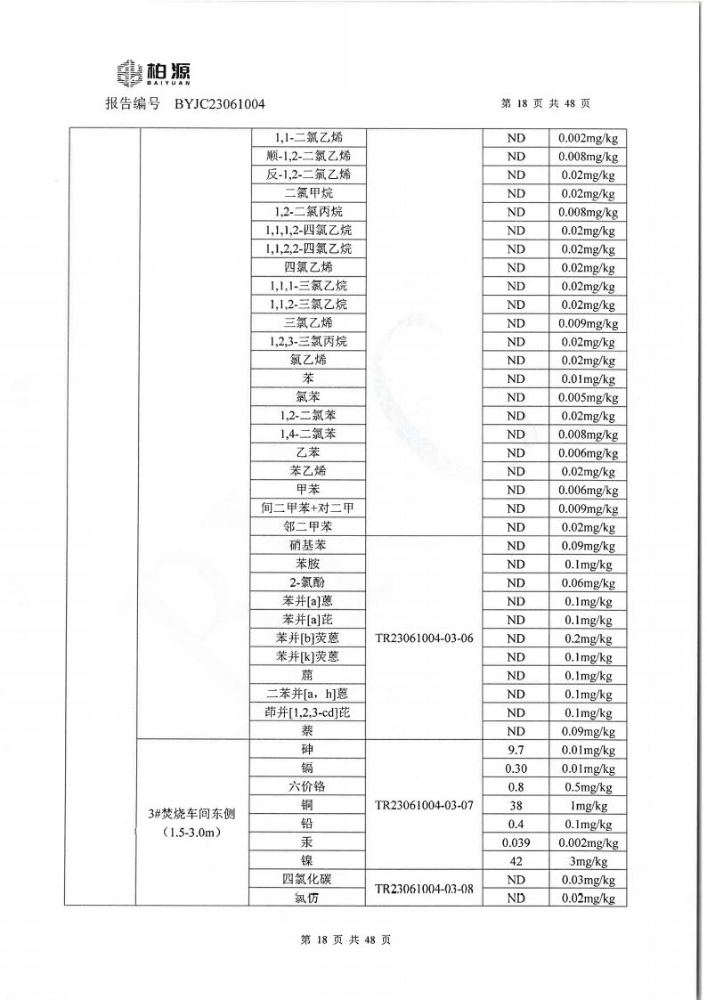 柏源
BAIYUAN
报告编号 BYJC23061004
第 18 页 共 48 页
1,1-二氯乙烯 ND 0.002mg/kg
顺-1,2-二氯乙烯 ND 0.008mg/kg
反-1,2-二氯乙烯 ND 0.02mg/kg
二氯甲烷 ND 0.02mg/kg
1,2-二氯丙烷 ND 0.008mg/kg
1,1,1,2-四氯乙烷 ND 0.02mg/kg
1,1,2,2-四氯乙烷 ND 0.02mg/kg
四氯乙烯 ND 0.02mg/kg
1,1,1-三氯乙烷 ND 0.02mg/kg
1,1,2-三氯乙烷 ND 0.02mg/kg
三氯乙烯 ND 0.009mg/kg
1,2,3-三氯丙烷 ND 0.02mg/kg
氯乙烯 ND 0.02mg/kg
苯 ND 0.01mg/kg
氯苯 ND 0.005mg/kg
1,2-二氯苯 ND 0.02mg/kg
1,4-二氯苯 ND 0.008mg/kg
乙苯 ND 0.006mg/kg
苯乙烯 ND 0.02mg/kg
甲苯 ND 0.006mg/kg
间二甲苯+对二甲 ND 0.009mg/kg
邻二甲苯 ND 0.02mg/kg
硝基苯 ND 0.09mg/kg
苯胺 ND 0.1mg/kg
2-氯酚 ND 0.06mg/kg
苯并[a]蒽 ND 0.1mg/kg
苯并[a]芘 ND 0.1mg/kg
苯并[b]荧蒽 TR23061004-03-06 ND 0.2mg/kg
苯并[k]荧蒽 ND 0.1mg/kg
䓛 ND 0.1mg/kg
二苯并[a，h]蒽 ND 0.1mg/kg
茚并[1,2,3-cd]芘 ND 0.1mg/kg
萘 ND 0.09mg/kg
砷 9.7 0.01mg/kg
镉 0.30 0.01mg/kg
六价铬 0.8 0.5mg/kg
3#焚烧车间东侧
（1.5-3.0m）
铜 TR23061004-03-07 38 1mg/kg
铅 0.4 0.1mg/kg
汞 0.039 0.002mg/kg
镍 42 3mg/kg
四氯化碳 TR23061004-03-08 ND 0.03mg/kg
氯仿 ND 0.02mg/kg
第 18 页 共 48 页